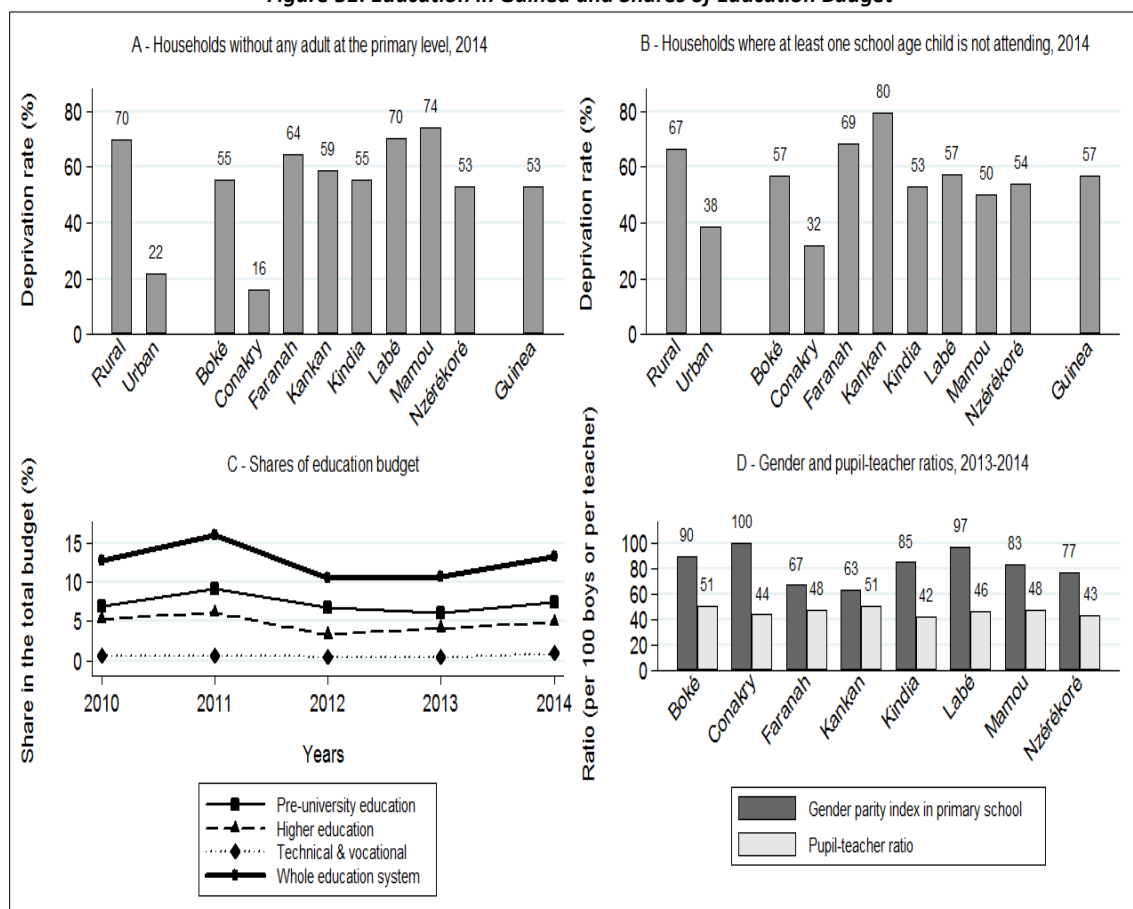 A - Households without any adult at the primary level, 2014
Deprivation rate (%)
80
60
40
20
0
70
22
55
16
64
59
55
70
74
53
53
Rural
Urban
Boké
Conakry
Faranah
Kankan
Kindia
Labé
Mamou
Nzérékoré
Guinea
B - Households where at least one school age child is not attending, 2014
Deprivation rate (%)
80
60
40
20
0
67
38
57
32
69
80
53
57
50
54
57
Rural
Urban
Boké
Conakry
Faranah
Kankan
Kindia
Labé
Mamou
Nzérékoré
Guinea
C - Shares of education budget
Share in the total budget (%)
15
10
5
0
2010
2011
2012
2013
2014
Years
Pre-university education
Higher education
Technical & vocational
Whole education system
D - Gender and pupil-teacher ratios, 2013-2014
Ratio (per 100 boys or per teacher)
100
80
60
40
20
0
90
51
100
44
67
48
63
51
85
42
97
46
83
48
77
43
Boké
Conakry
Faranah
Kankan
Kindia
Labé
Mamou
Nzérékoré
Gender parity index in primary school
Pupil-teacher ratio